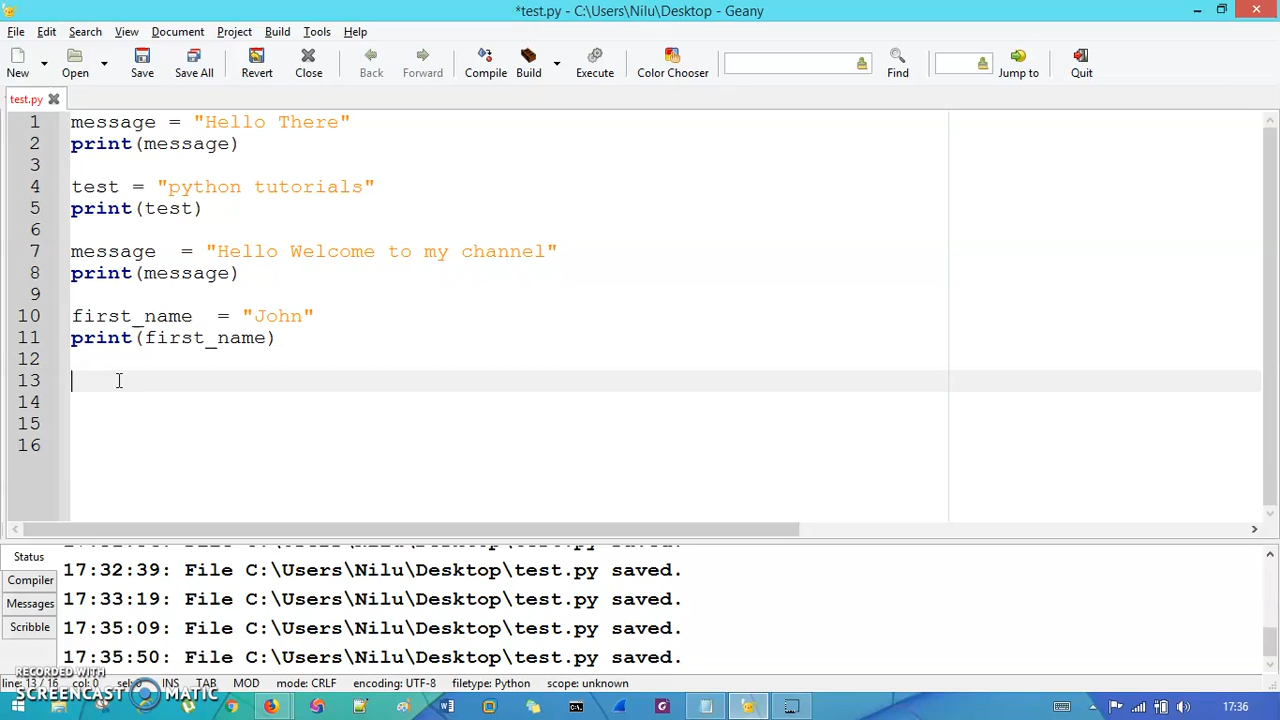 *test.py - C:\Users\Nilu\Desktop - Geany
File Edit Search View Document Project Build Tools Help
New Open Save Save All Revert Close Back Forward Compile Build Execute Color Chooser Find Jump to Quit
test.py
1 message = "Hello There"
2 print(message)
3
4 test = "python tutorials"
5 print(test)
6
7 message  = "Hello Welcome to my channel"
8 print(message)
9
10 first_name  = "John"
11 print(first_name)
12
13
14
15
16
Status
17:32:39: File C:\Users\Nilu\Desktop\test.py saved.
Compiler
17:33:19: File C:\Users\Nilu\Desktop\test.py saved.
Messages
17:35:09: File C:\Users\Nilu\Desktop\test.py saved.
Scribble
17:35:50: File C:\Users\Nilu\Desktop\test.py saved.
RECORDED WITH
SCREENCAST MATIC
line: 13 / 16 col: 0 sel: 0 INS TAB MOD mode: CRLF encoding: UTF-8 filetype: Python scope: unknown
17:36